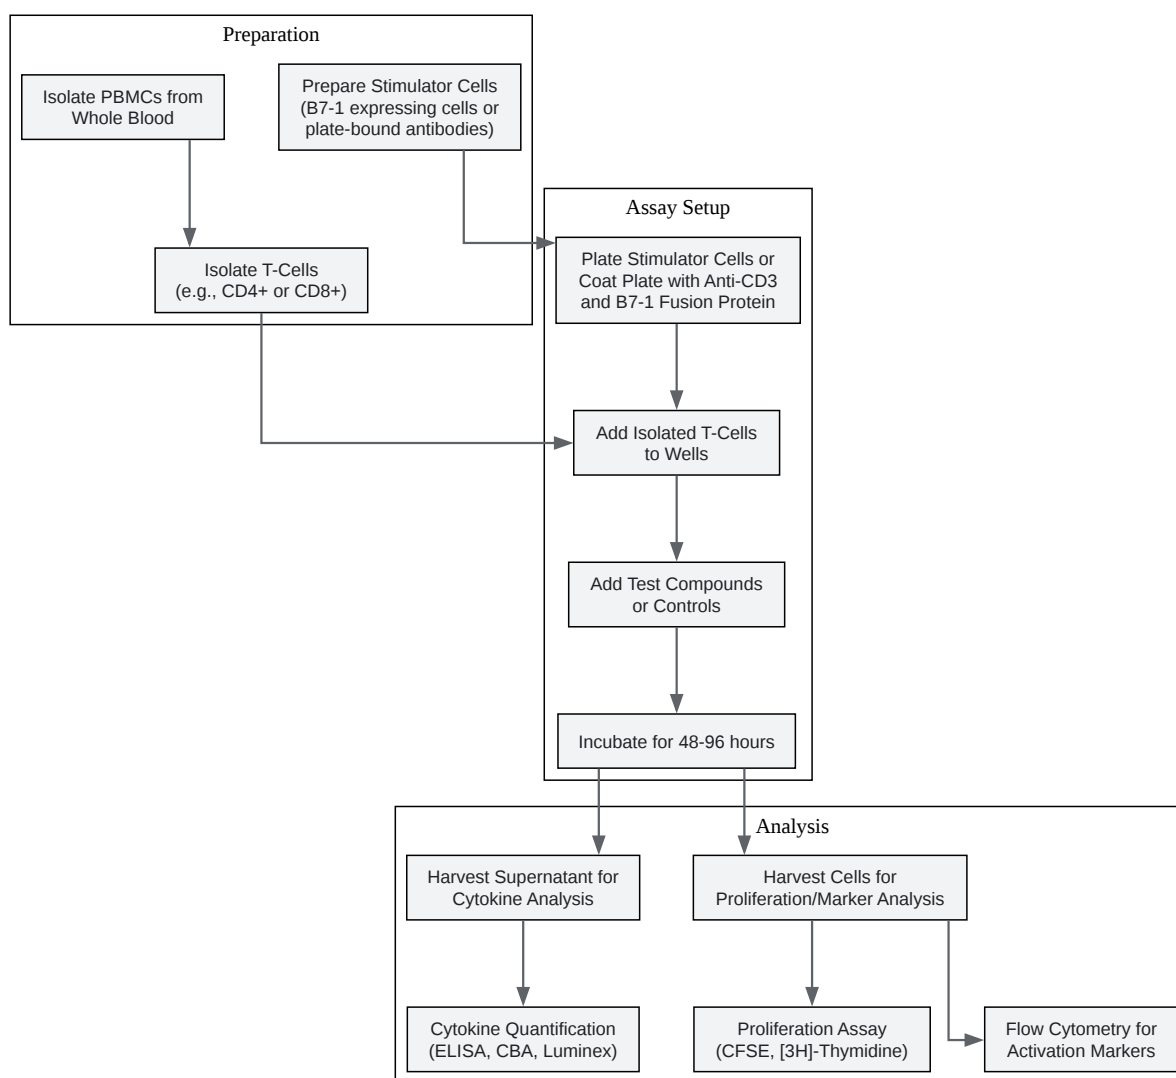 Preparation
Isolate PBMCs from
Whole Blood
Prepare Stimulator Cells
(B7-1 expressing cells or
plate-bound antibodies)
Isolate T-Cells
(e.g., CD4+ or CD8+)
Assay Setup
Plate Stimulator Cells or
Coat Plate with Anti-CD3
and B7-1 Fusion Protein
Add Isolated T-Cells
to Wells
Add Test Compounds
or Controls
Incubate for 48-96 hours
Analysis
Harvest Supernatant for
Cytokine Analysis
Harvest Cells for
Proliferation/Marker Analysis
Cytokine Quantification
(ELISA, CBA, Luminex)
Proliferation Assay
(CFSE, [3H]-Thymidine)
Flow Cytometry for
Activation Markers